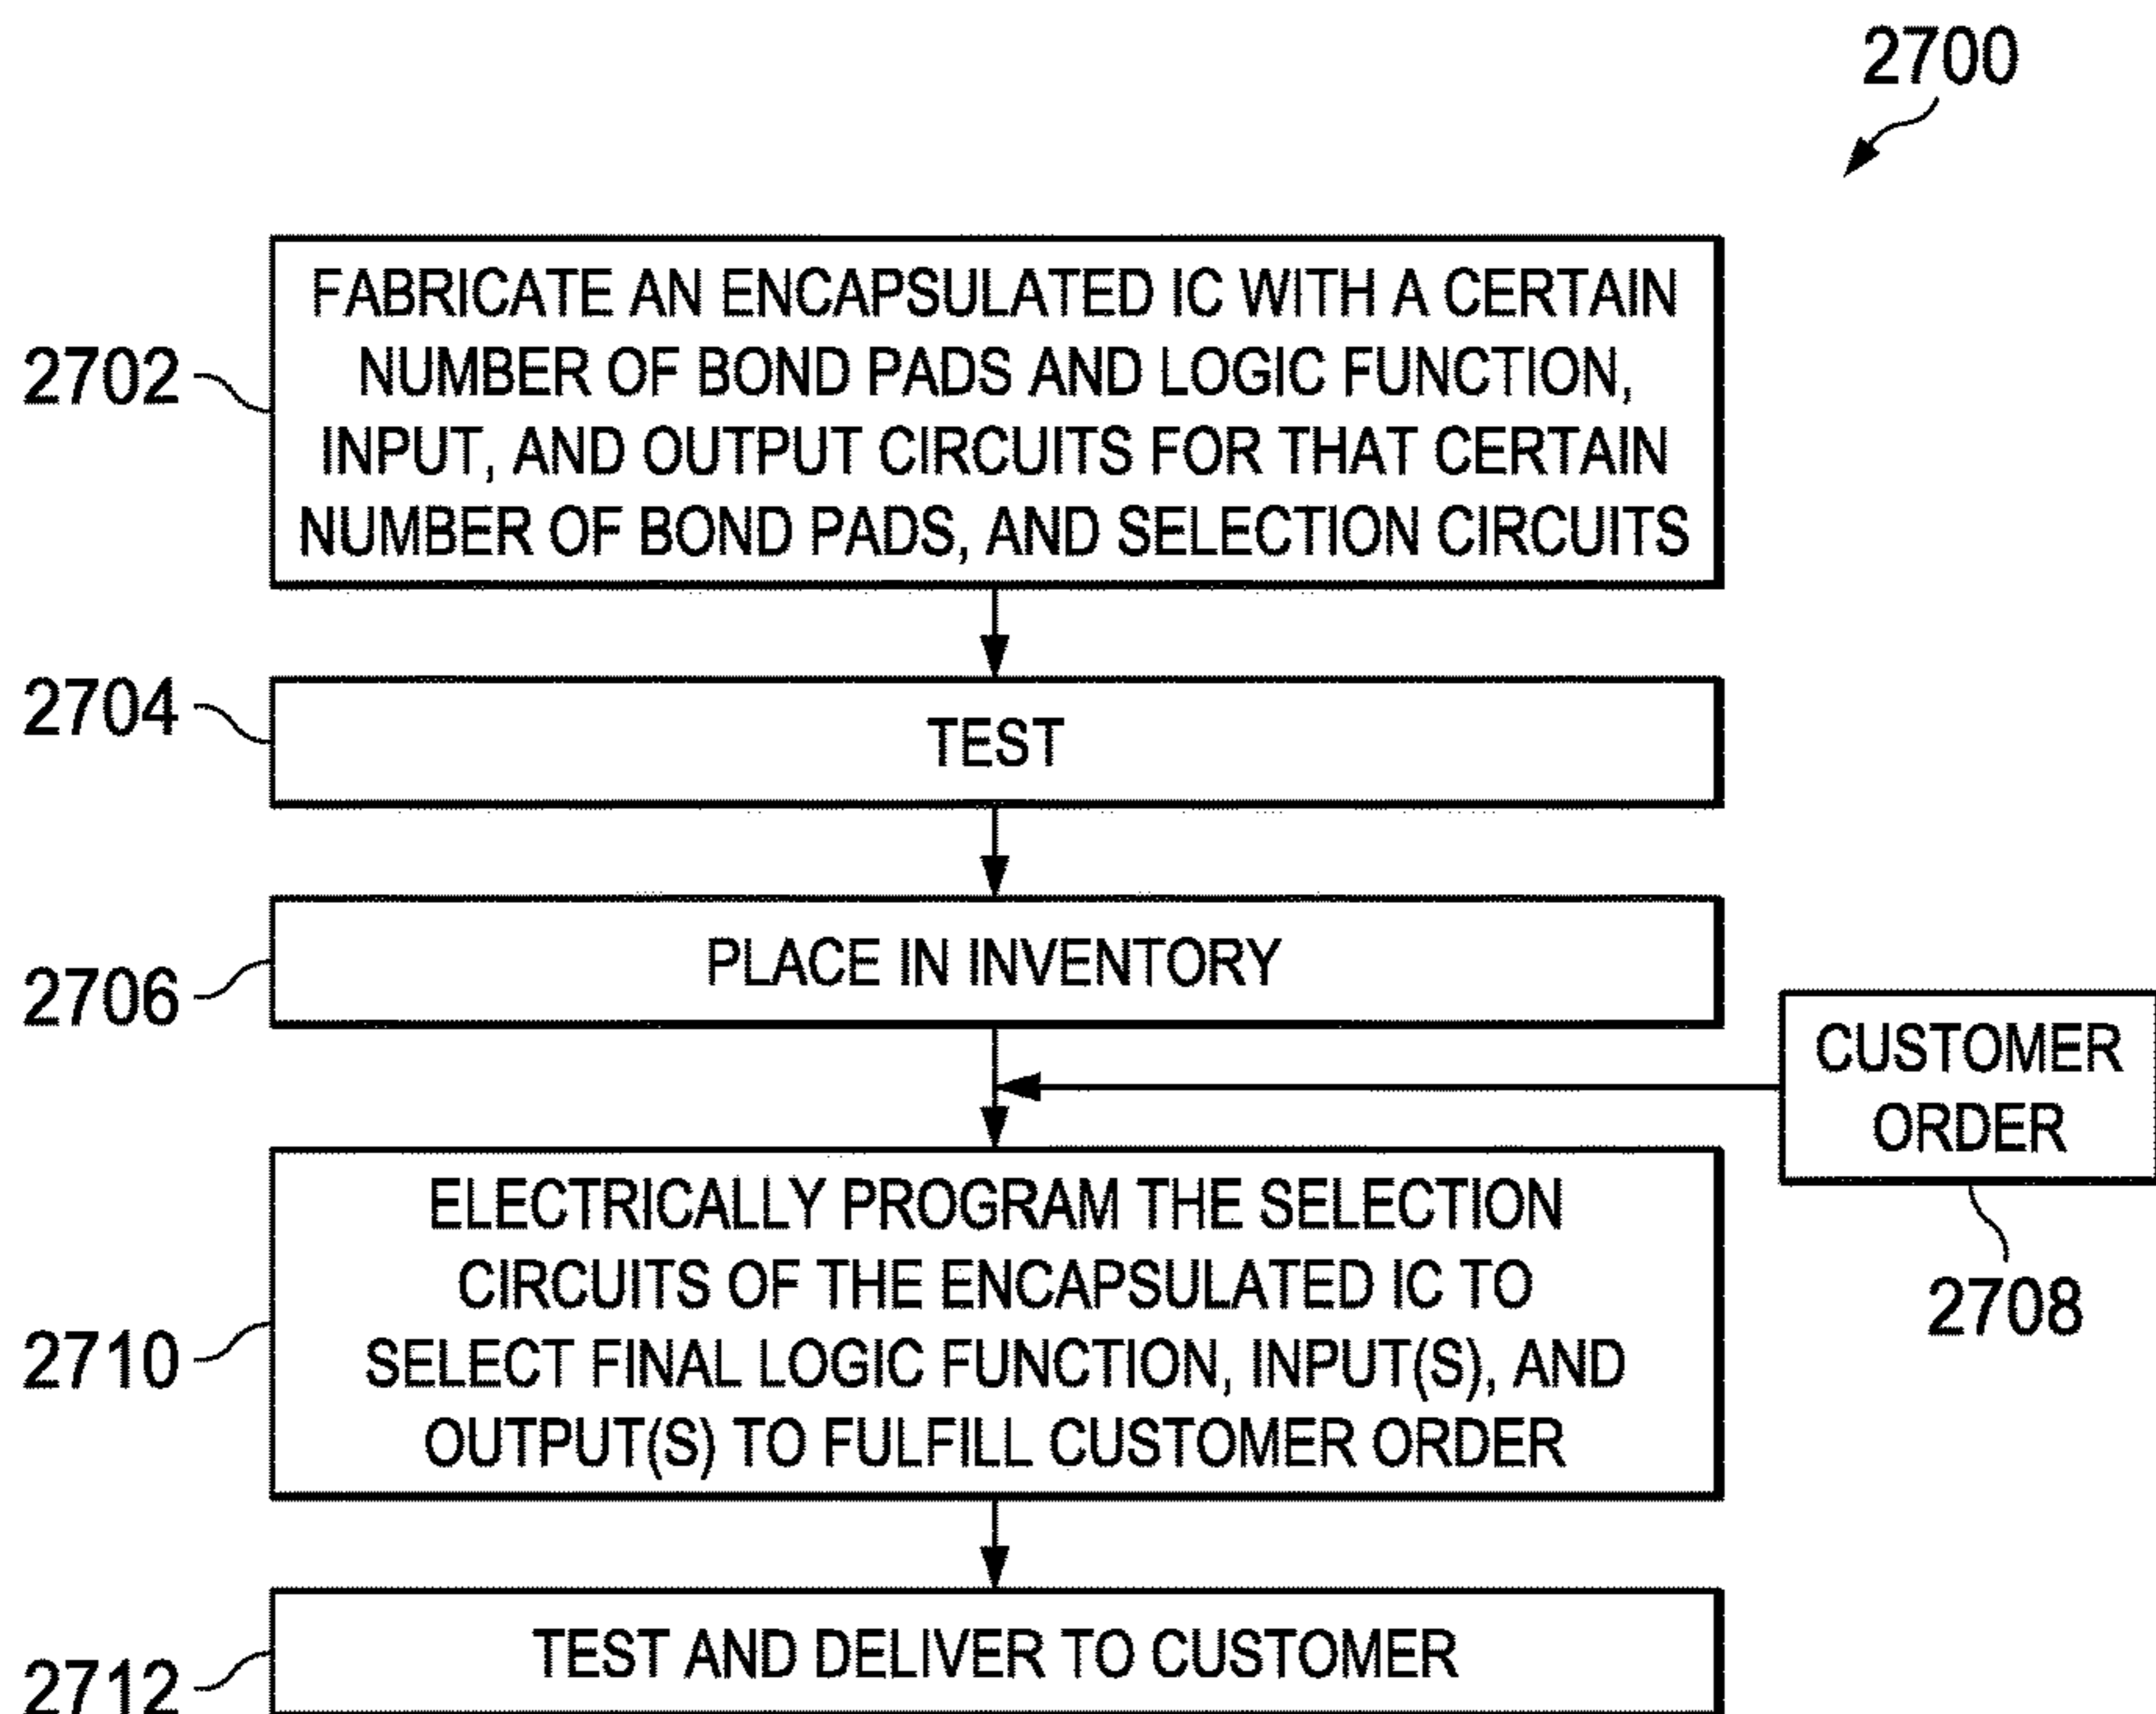 2700
2702
FABRICATE AN ENCAPSULATED IC WITH A CERTAIN
NUMBER OF BOND PADS AND LOGIC FUNCTION,
INPUT, AND OUTPUT CIRCUITS FOR THAT CERTAIN
NUMBER OF BOND PADS, AND SELECTION CIRCUITS
2704
TEST
2706
PLACE IN INVENTORY
CUSTOMER
ORDER
2708
2710
ELECTRICALLY PROGRAM THE SELECTION
CIRCUITS OF THE ENCAPSULATED IC TO
SELECT FINAL LOGIC FUNCTION, INPUT(S), AND
OUTPUT(S) TO FULFILL CUSTOMER ORDER
2712
TEST AND DELIVER TO CUSTOMER